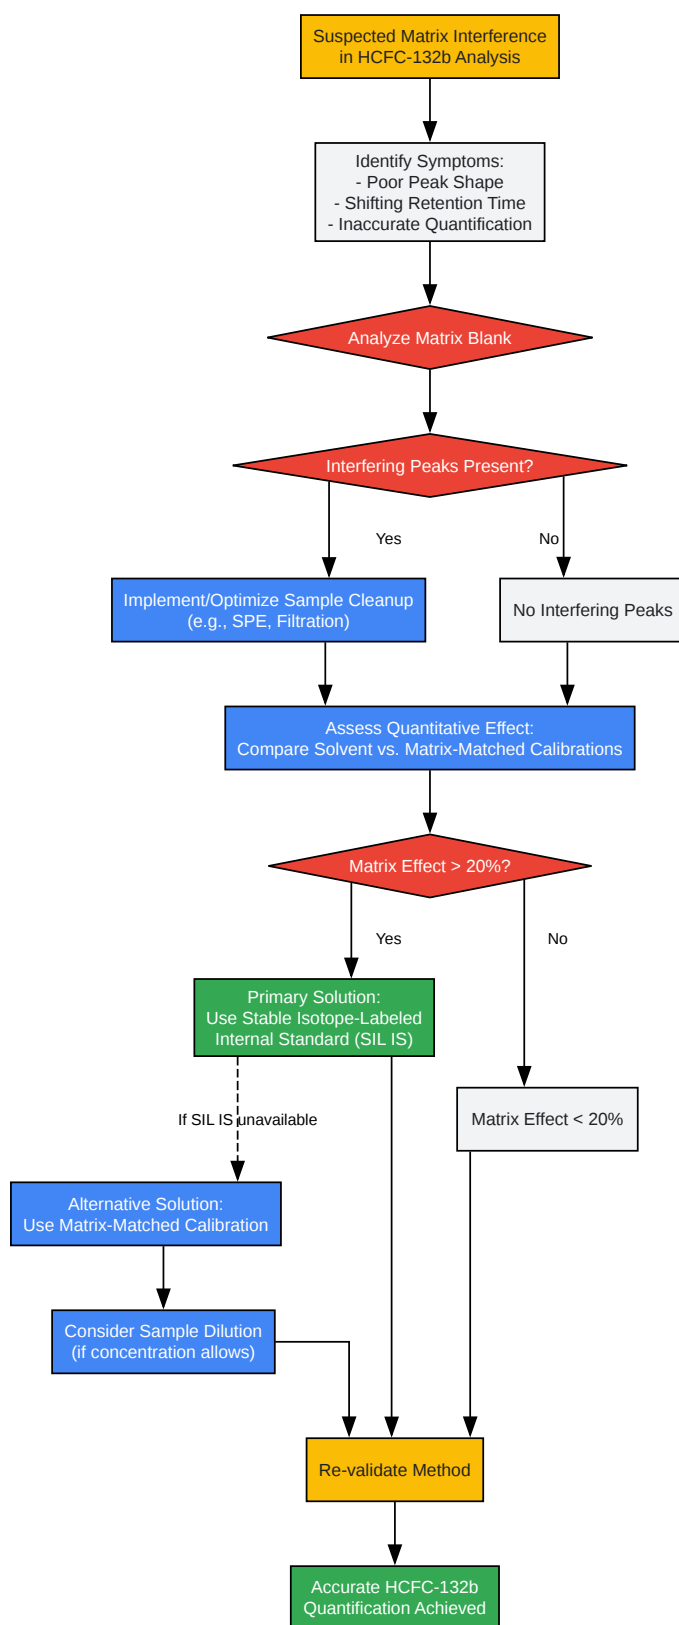 Suspected Matrix Interference
in HCFC-132b Analysis
Identify Symptoms:
- Poor Peak Shape
- Shifting Retention Time
- Inaccurate Quantification
Analyze Matrix Blank
Interfering Peaks Present?
Yes
No
Implement/Optimize Sample Cleanup
(e.g., SPE, Filtration)
No Interfering Peaks
Assess Quantitative Effect:
Compare Solvent vs. Matrix-Matched Calibrations
Matrix Effect > 20%?
Yes
No
Primary Solution:
Use Stable Isotope-Labeled
Internal Standard (SIL IS)
If SIL IS unavailable
Matrix Effect < 20%
Alternative Solution:
Use Matrix-Matched Calibration
Consider Sample Dilution
(if concentration allows)
Re-validate Method
Accurate HCFC-132b
Quantification Achieved